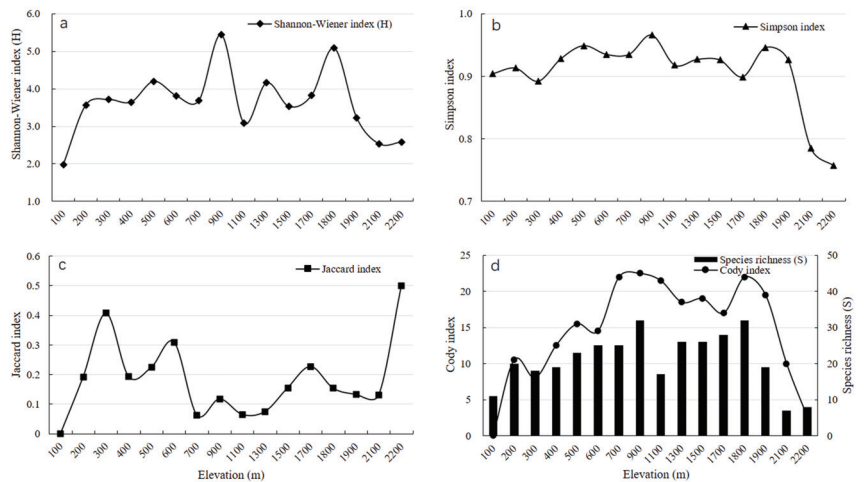 a
Shannon-Wiener index (H)
Shannon-Wiener index (H)
6.0
5.0
4.0
3.0
2.0
1.0
100 200 300 400 500 600 700 900 1100 1300 1500 1700 1800 1900 2100 2200
b
Simpson index
Simpson index
1.0
0.9
0.8
0.7
100 200 300 400 500 600 700 900 1100 1300 1500 1700 1800 1900 2100 2200
c
Jaccard index
Jaccard index
0.6
0.5
0.4
0.3
0.2
0.1
0
100 200 300 400 500 600 700 900 1100 1300 1500 1700 1800 1900 2100 2200
Elevation (m)
d
Species richness (S)
Cody index
Cody index
25
20
15
10
5
0
50
40
30
20
10
0
Species richness (S)
100 200 300 400 500 600 700 900 1100 1300 1500 1700 1800 1900 2100 2200
Elevation (m)